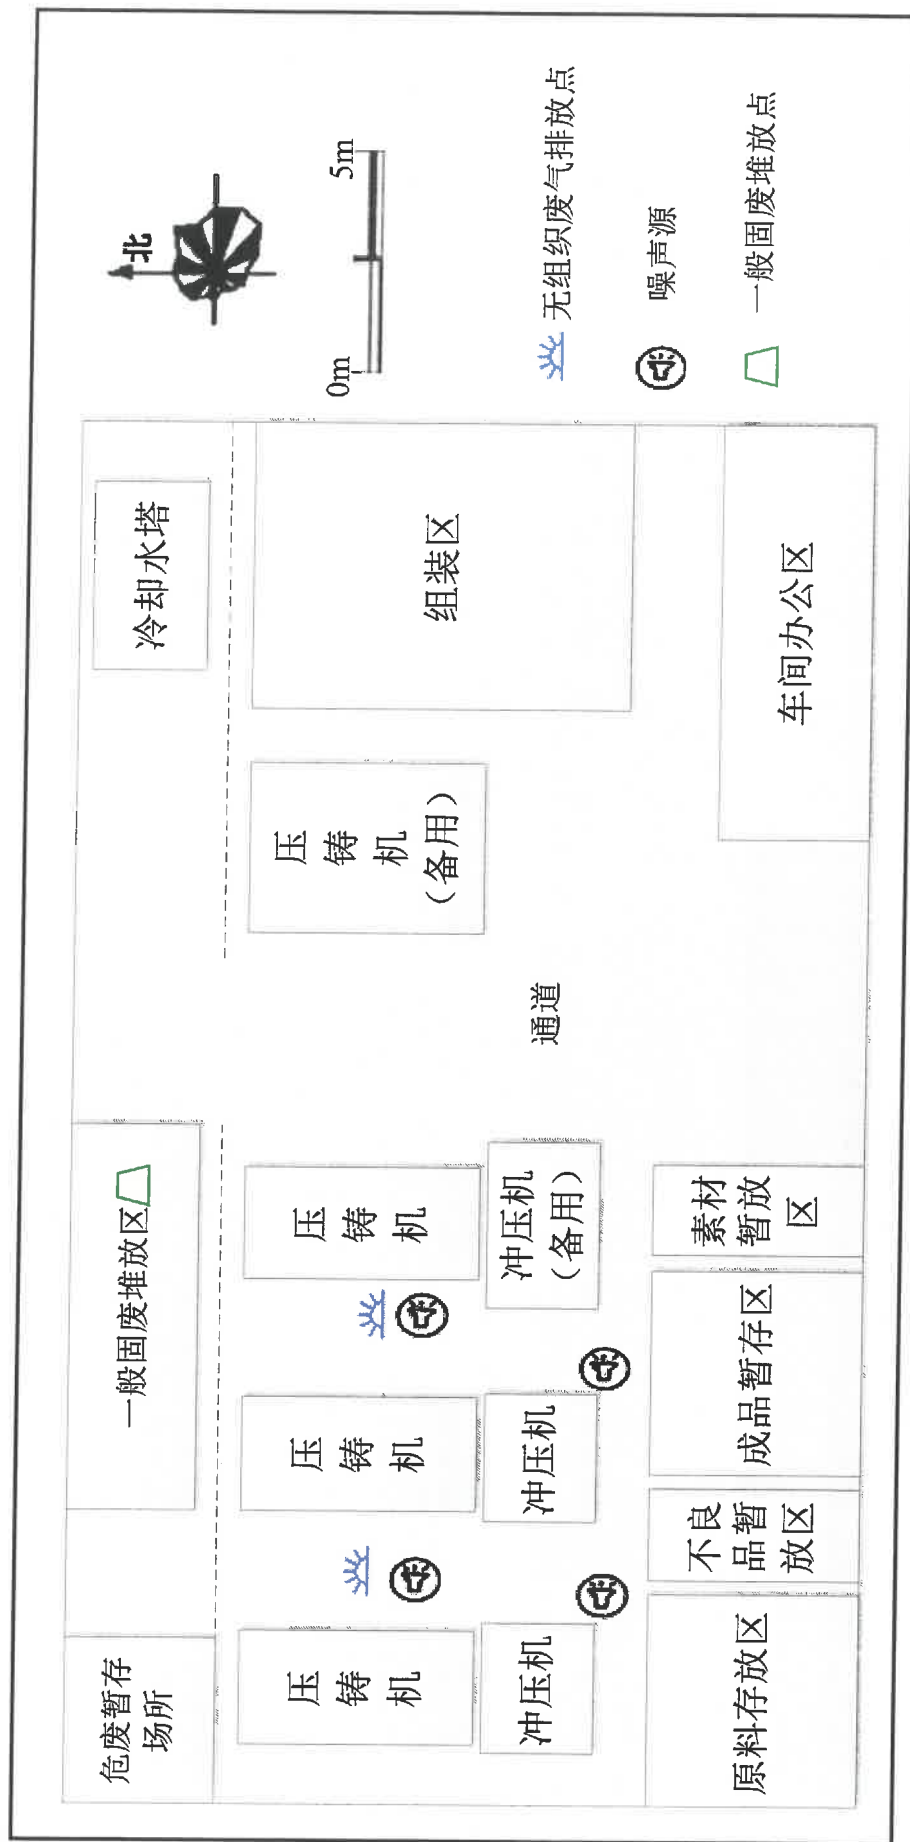 危废暂存
场所
一般固废堆放区
冷却水塔
北
压
铸
机
压
铸
机
压
铸
机
压
铸
机
(备用)
组装区
0m
5m
冲压机
冲压机
冲压机
(备用)
通道
无组织废气排放点
噪声源
一般固废堆放点
原料存放区
不良
品暂
放区
成品暂存区
素材
暂放
区
车间办公区